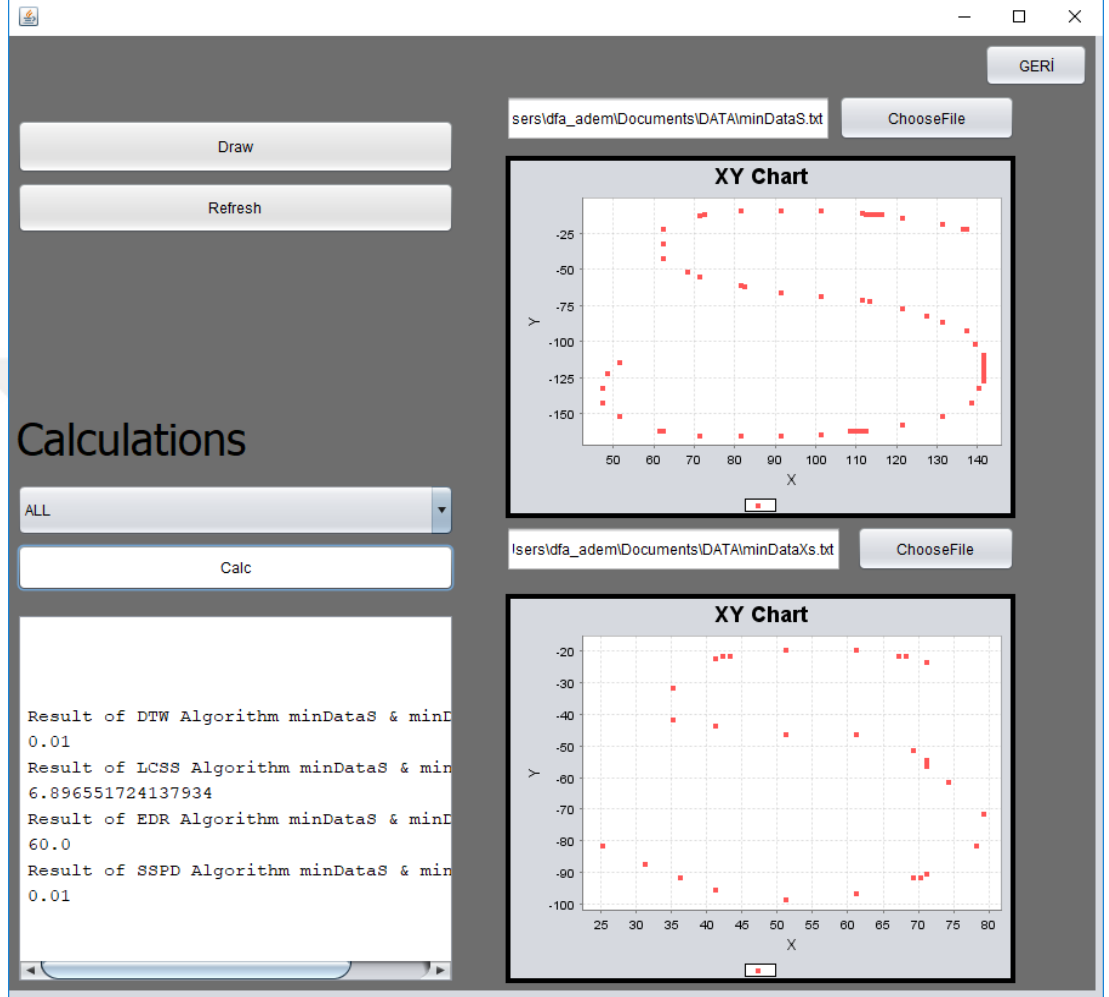 GERİ
sers\dfa_adem\Documents\DATA\minDataS.txt
ChooseFile
Draw
Refresh
XY Chart
-25
-50
-75
-100
-125
-150
Y
50 60 70 80 90 100 110 120 130 140
X
Calculations
ALL
Calc
sers\dfa_adem\Documents\DATA\minDataXs.txt
ChooseFile
XY Chart
-20
-30
-40
-50
-60
-70
-80
-90
-100
Y
25 30 35 40 45 50 55 60 65 70 75 80
X
Result of DTW Algorithm minDataS & minD
0.01
Result of LCSS Algorithm minDataS & min
6.896551724137934
Result of EDR Algorithm minDataS & minD
60.0
Result of SSPD Algorithm minDataS & min
0.01